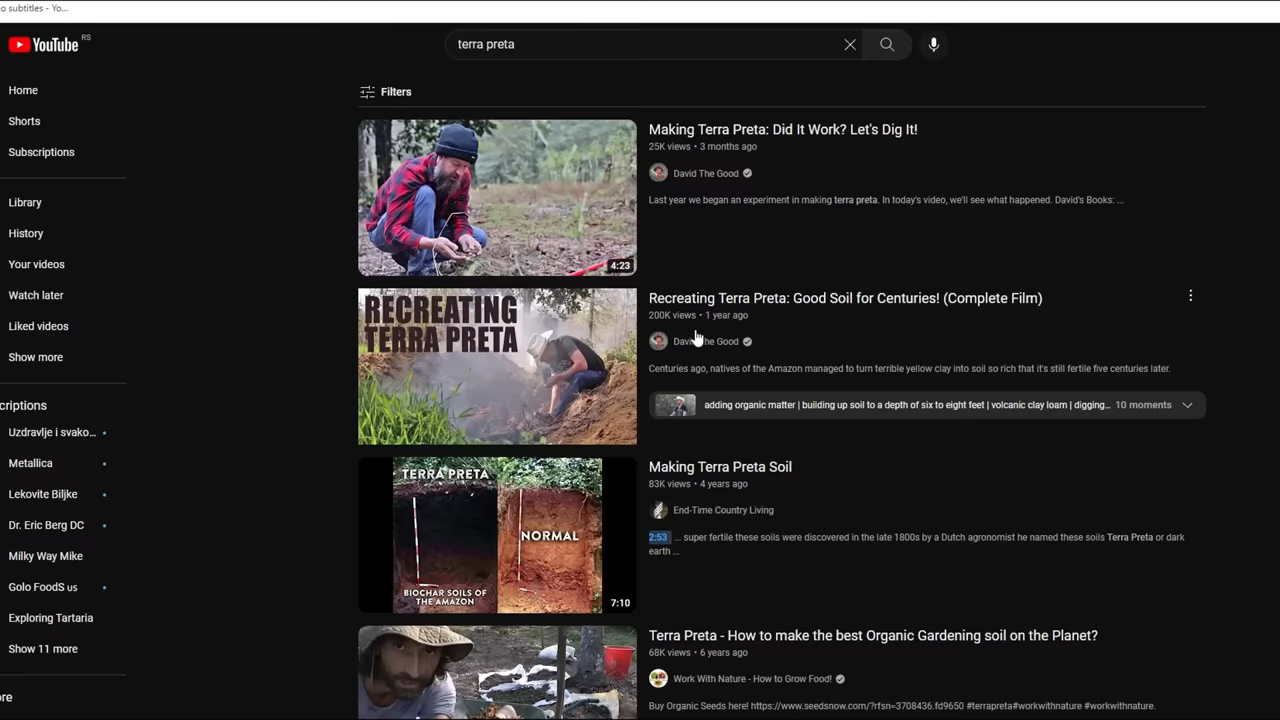 eo subtitles - Yo...
YouTube RS
terra preta
Home
Shorts
Subscriptions
Library
History
Your videos
Watch later
Liked videos
Show more
criptions
Uzdravlje i svako...
Metallica
Lekovite Biljke
Dr. Eric Berg DC
Milky Way Mike
Golo FoodS us
Exploring Tartaria
Show 11 more
ore
Filters
4:23
Making Terra Preta: Did It Work? Let's Dig It!
25K views • 3 months ago
David The Good
Last year we began an experiment in making terra preta. In today's video, we'll see what happened. David's Books: ...
RECREATING
TERRA PRETA
Recreating Terra Preta: Good Soil for Centuries! (Complete Film)
200K views • 1 year ago
David The Good
Centuries ago, natives of the Amazon managed to turn terrible yellow clay into soil so rich that it's still fertile five centuries later.
adding organic matter | building up soil to a depth of six to eight feet | volcanic clay loam | digging... 10 moments
TERRA PRETA
NORMAL
BIOCHAR SOILS OF
THE AMAZON
7:10
Making Terra Preta Soil
83K views • 4 years ago
End-Time Country Living
2:53 ... super fertile these soils were discovered in the late 1800s by a Dutch agronomist he named these soils Terra Preta or dark
earth ...
Terra Preta - How to make the best Organic Gardening soil on the Planet?
68K views • 6 years ago
Work With Nature - How to Grow Food!
Buy Organic Seeds here! https://www.seedsnow.com/?rfsn=3708436.fd9650 #terrapreta#workwithnature #workwithnature.